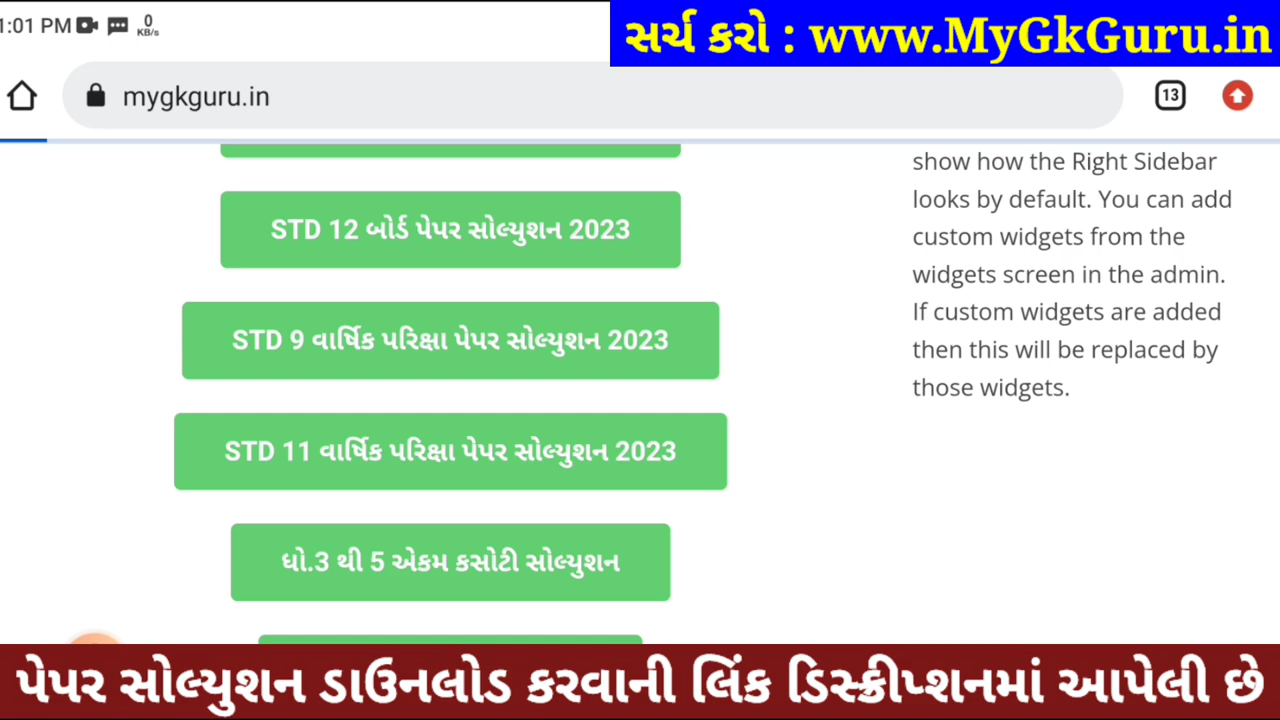 1:01 PM
0
KB/s
સર્ચ કરો : www.MyGkGuru.in
mygkguru.in
13
STD 12 બોર્ડ પેપર સોલ્યુશન 2023
STD 9 વાર્ષિક પરિક્ષા પેપર સોલ્યુશન 2023
STD 11 વાર્ષિક પરિક્ષા પેપર સોલ્યુશન 2023
ધો.3 થી 5 એકમ કસોટી સોલ્યુશન
show how the Right Sidebar
looks by default. You can add
custom widgets from the
widgets screen in the admin.
If custom widgets are added
then this will be replaced by
those widgets.
પેપર સોલ્યુશન ડાઉનલોડ કરવાની લિંક ડિસ્ક્રીપ્શનમાં આપેલી છે